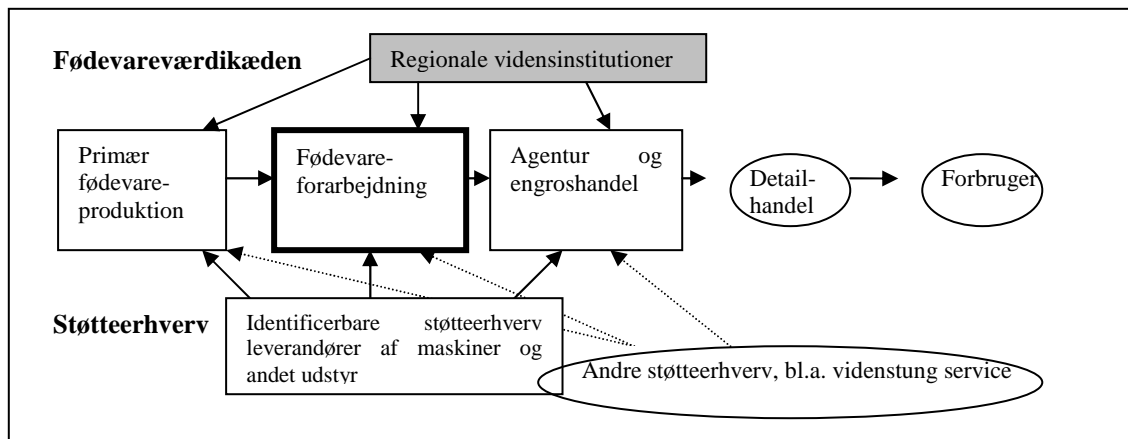 Fødevareværdikæden
Regionale vidensinstitutioner
Primær
fødevare-
produktion
Fødevare-
forarbejdning
Agentur og
engroshandel
Detail-
handel
Forbruger
Støtteerhverv
Identificerbare støtteerhverv
leverandører af maskiner og
andet udstyr
Andre støtteerhverv, bl.a. videnstung service